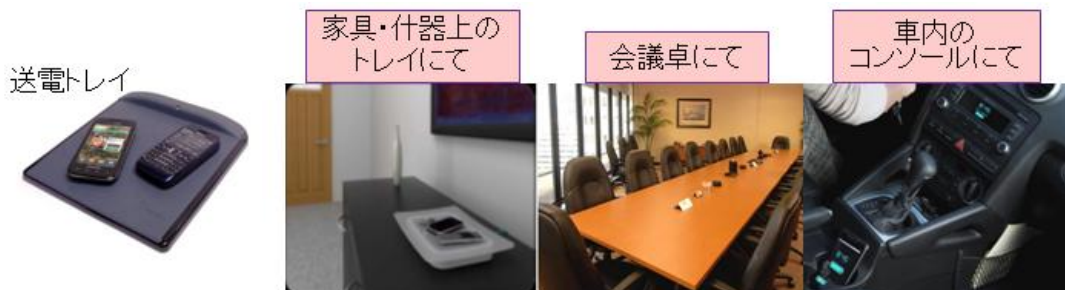 送電トレイ
家具・什器上の
トレイにて
会議卓にて
車内の
コンソールにて